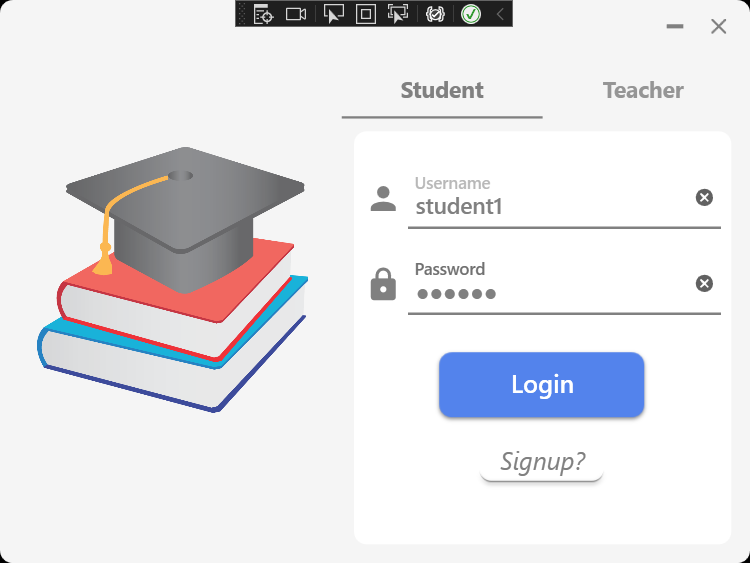 Student
Teacher
Username
student1
Password
Login
Signup?